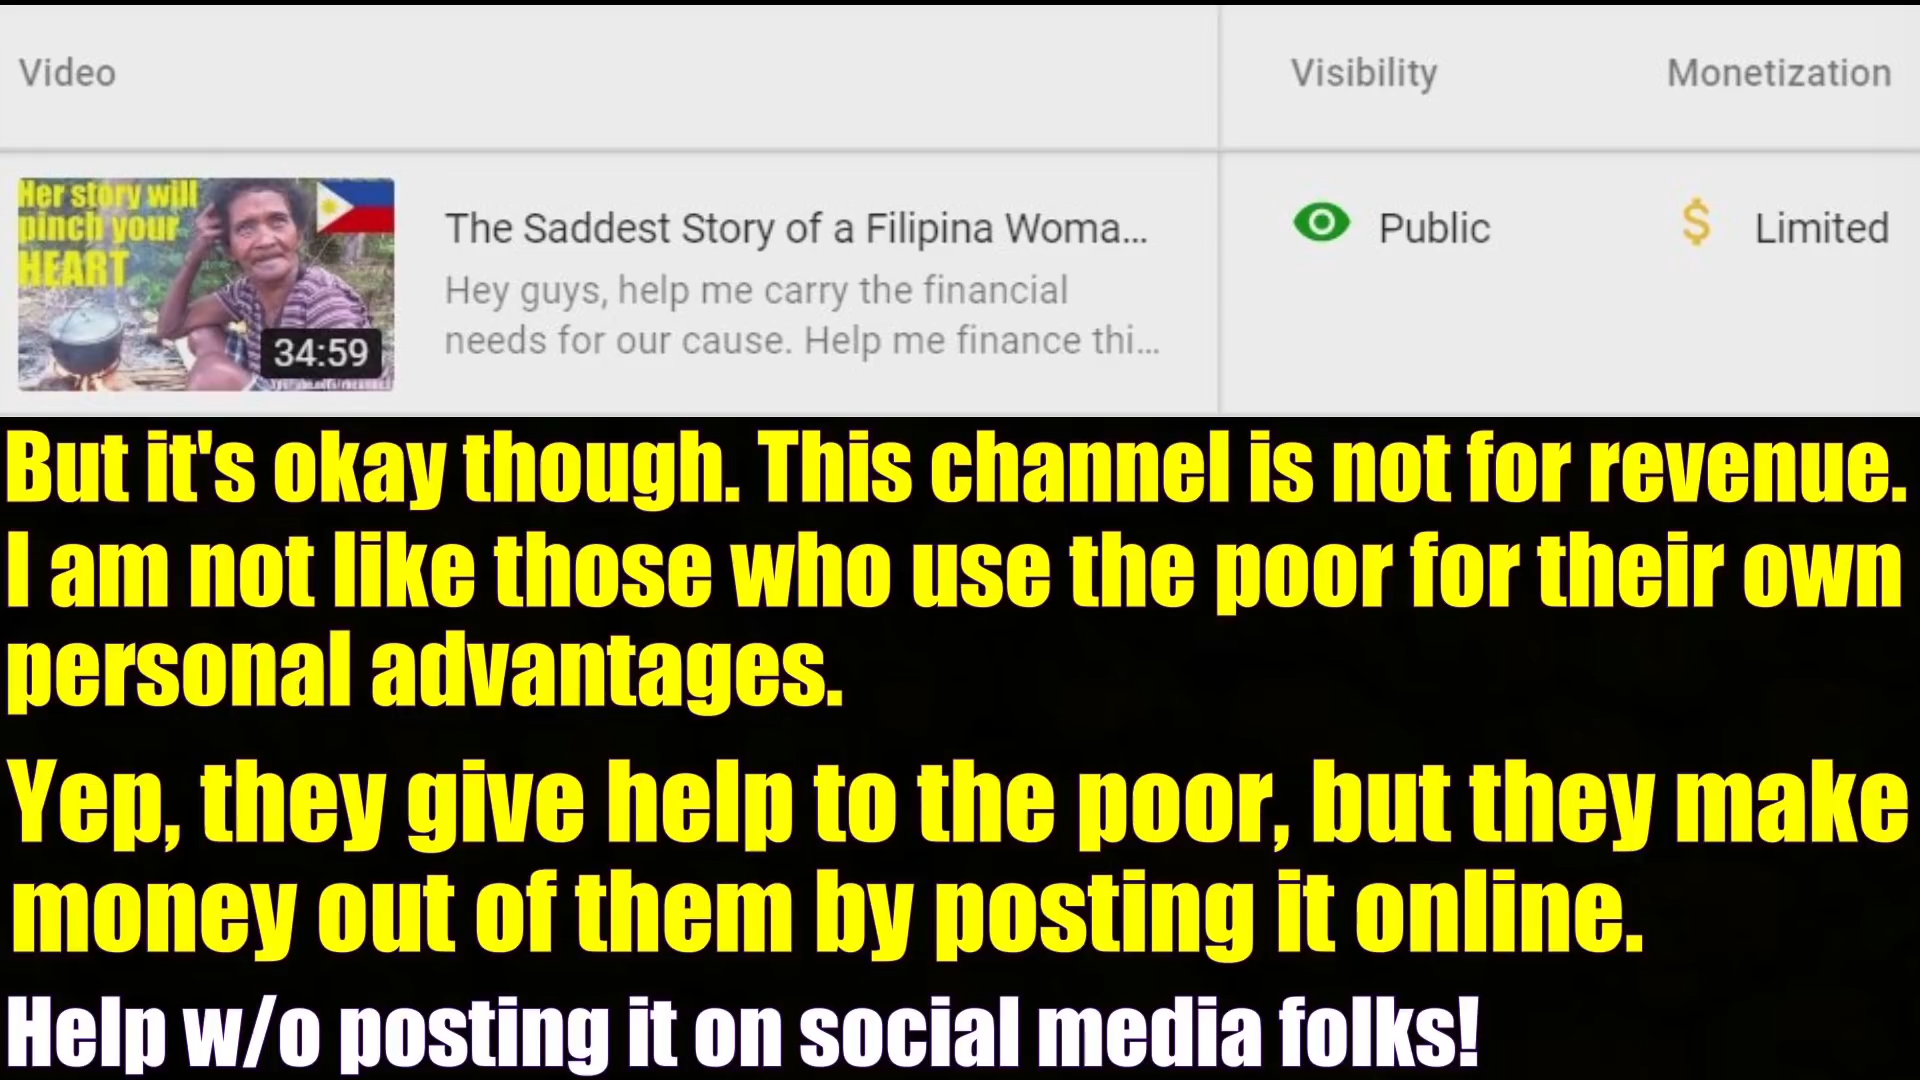 Video
Visibility
Monetization
Her story will
pinch your
HEART
34:59
The Saddest Story of a Filipina Woma...
Hey guys, help me carry the financial
needs for our cause. Help me finance thi...
Public
$ Limited
But it's okay though. This channel is not for revenue.
I am not like those who use the poor for their own
personal advantages.
Yep, they give help to the poor, but they make
money out of them by posting it online.
Help w/o posting it on social media folks!